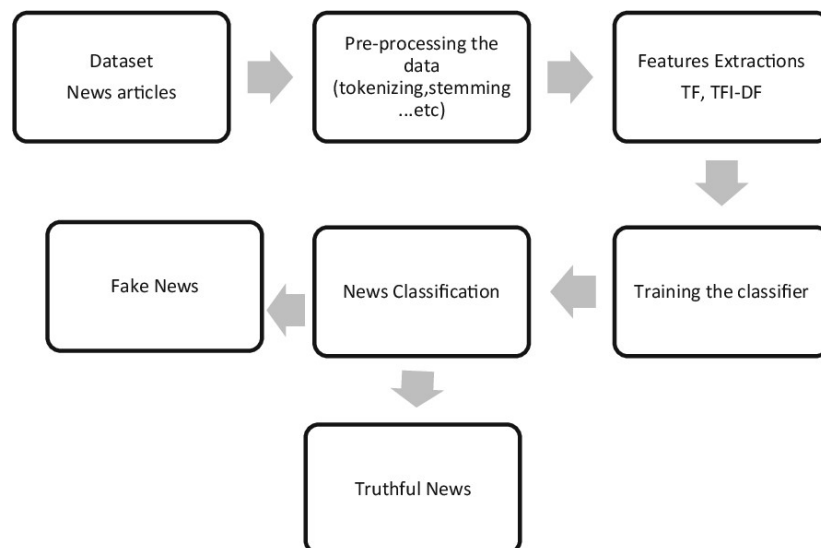 Dataset
News articles
Pre-processing the
data
(tokenizing,stemming
...etc)
Features Extractions
TF, TFI-DF
Training the classifier
News Classification
Fake News
Truthful News